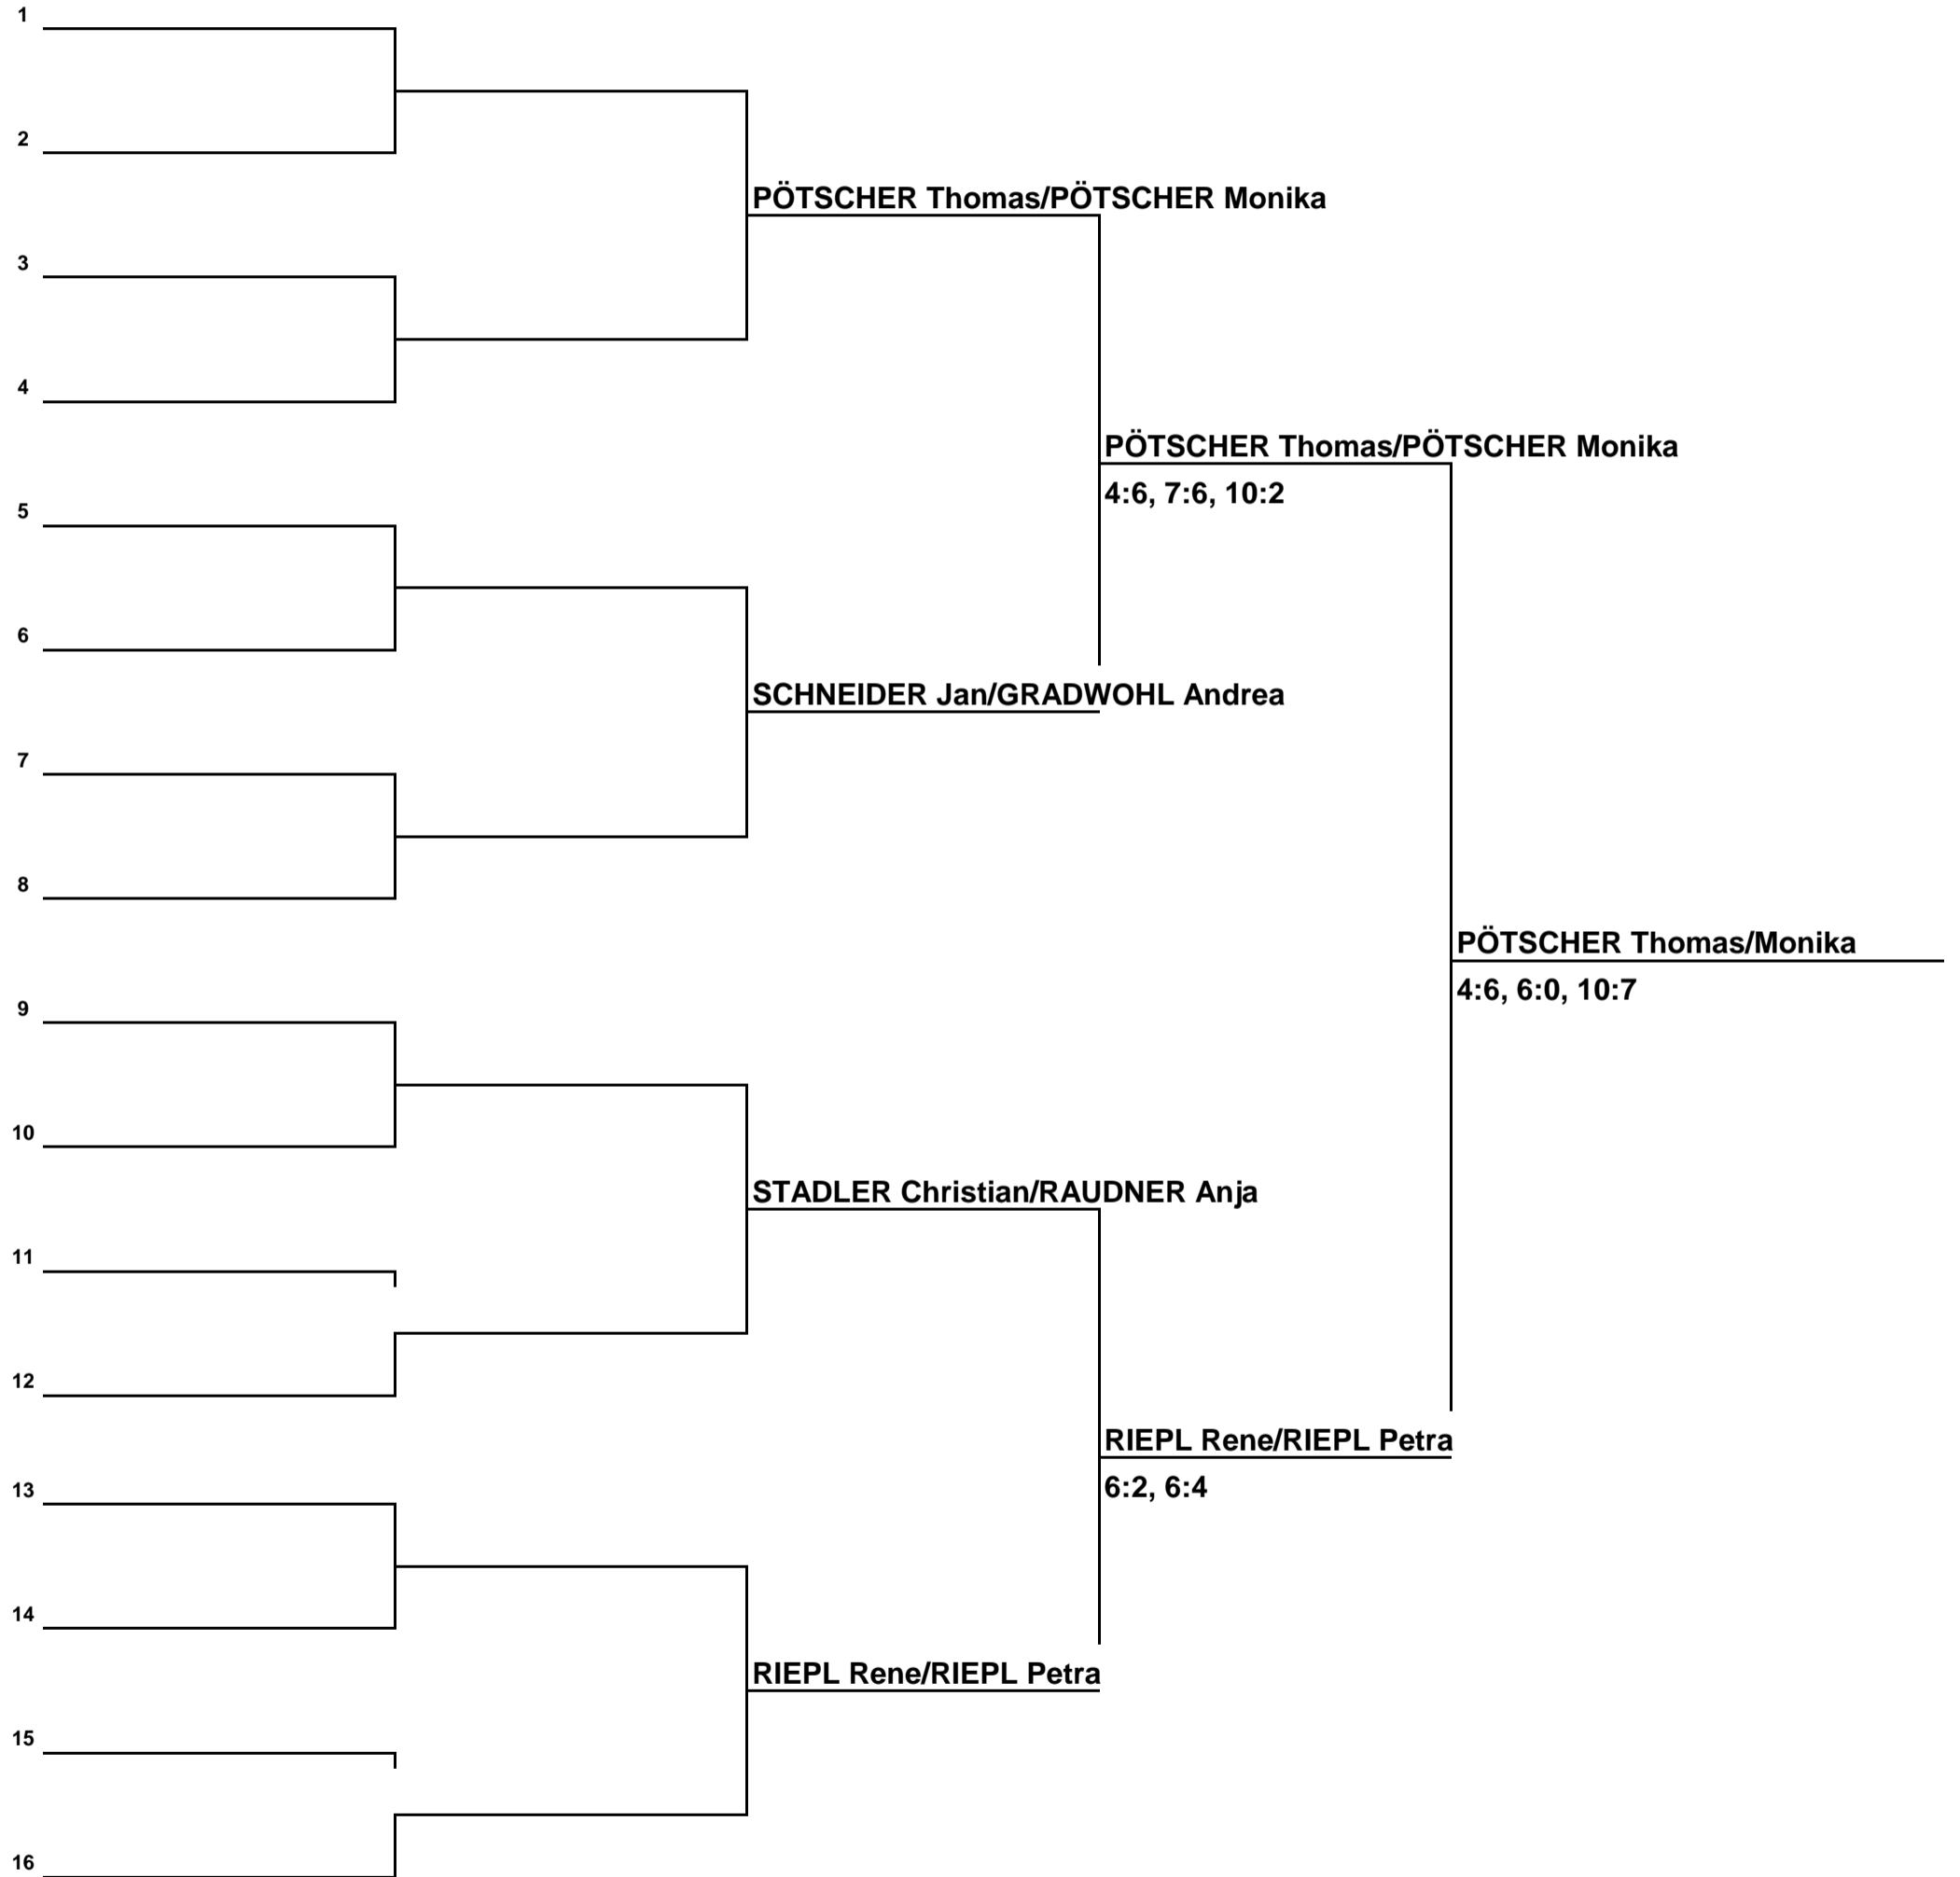 1
2
PÖTSCHER Thomas/PÖTSCHER Monika
3
4
PÖTSCHER Thomas/PÖTSCHER Monika
4:6, 7:6, 10:2
5
6
SCHNEIDER Jan/GRADWOHL Andrea
7
8
PÖTSCHER Thomas/Monika
4:6, 6:0, 10:7
9
10
STADLER Christian/RAUDNER Anja
11
12
RIEPL Rene/RIEPL Petra
6:2, 6:4
13
14
RIEPL Rene/RIEPL Petra
15
16